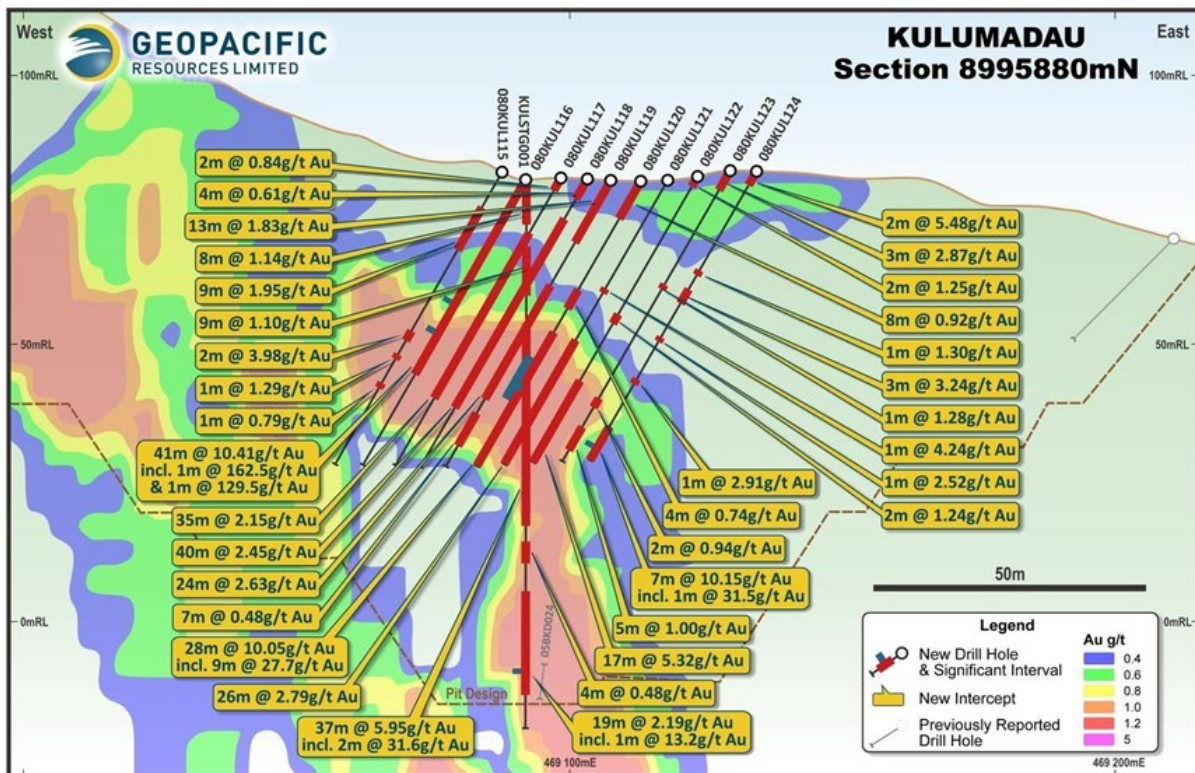 West
GEOPACIFIC
RESOURCES LIMITED
KULUMADAU
Section 8995880mN
East
100mRL
100mRL
080KUL115
KULSTG001
080KUL116
080KUL117
080KUL118
080KUL119
080KUL120
080KUL121
080KUL122
080KUL123
080KUL124
2m @ 0.84g/t Au
4m @ 0.61g/t Au
13m @ 1.83g/t Au
8m @ 1.14g/t Au
9m @ 1.95g/t Au
9m @ 1.10g/t Au
2m @ 3.98g/t Au
1m @ 1.29g/t Au
1m @ 0.79g/t Au
41m @ 10.41g/t Au
incl. 1m @ 162.5g/t Au
& 1m @ 129.5g/t Au
35m @ 2.15g/t Au
40m @ 2.45g/t Au
24m @ 2.63g/t Au
7m @ 0.48g/t Au
28m @ 10.05g/t Au
incl. 9m @ 27.7g/t Au
26m @ 2.79g/t Au
37m @ 5.95g/t Au
incl. 2m @ 31.6g/t Au
2m @ 5.48g/t Au
3m @ 2.87g/t Au
2m @ 1.25g/t Au
8m @ 0.92g/t Au
1m @ 1.30g/t Au
3m @ 3.24g/t Au
1m @ 1.28g/t Au
1m @ 4.24g/t Au
1m @ 2.52g/t Au
2m @ 1.24g/t Au
1m @ 2.91g/t Au
4m @ 0.74g/t Au
2m @ 0.94g/t Au
7m @ 10.15g/t Au
incl. 1m @ 31.5g/t Au
5m @ 1.00g/t Au
17m @ 5.32g/t Au
4m @ 0.48g/t Au
19m @ 2.19g/t Au
incl. 1m @ 13.2g/t Au
50mRL
50mRL
0mRL
0mRL
05BKD024
Pit Design
50m
Legend
New Drill Hole
& Significant Interval
New Intercept
Previously Reported
Drill Hole
Au g/t
0.4
0.6
0.8
1.0
1.2
5
469 100mE
469 200mE